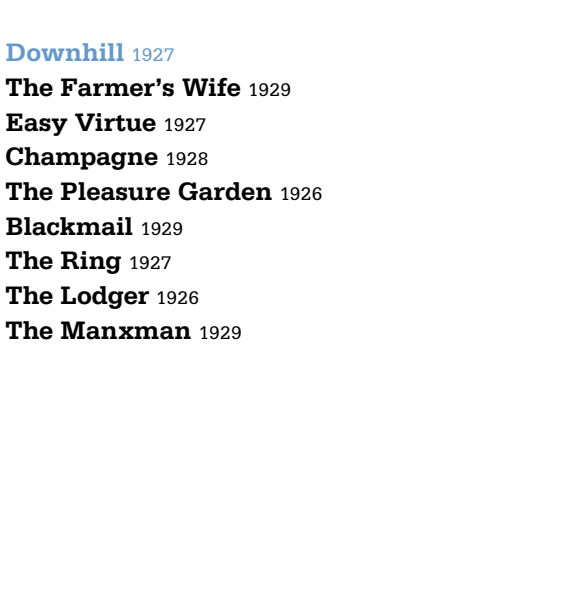 Downhill 1927
The Farmer’s Wife 1929
Easy Virtue 1927
Champagne 1928
The Pleasure Garden 1926
Blackmail 1929
The Ring 1927
The Lodger 1926
The Manxman 1929